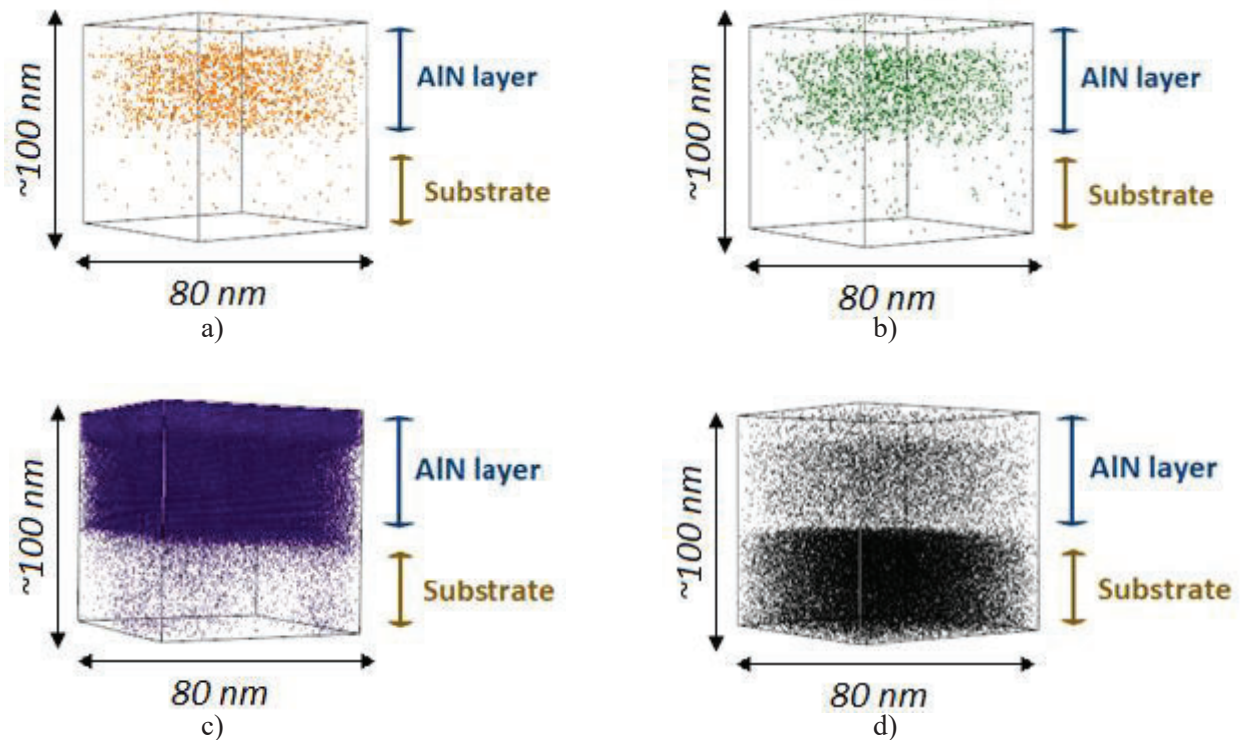 ~100 nm
AlN layer
Substrate
80 nm
a)
~100 nm
AlN layer
Substrate
80 nm
b)
~100 nm
AlN layer
Substrate
80 nm
c)
~100 nm
AlN layer
Substrate
80 nm
d)